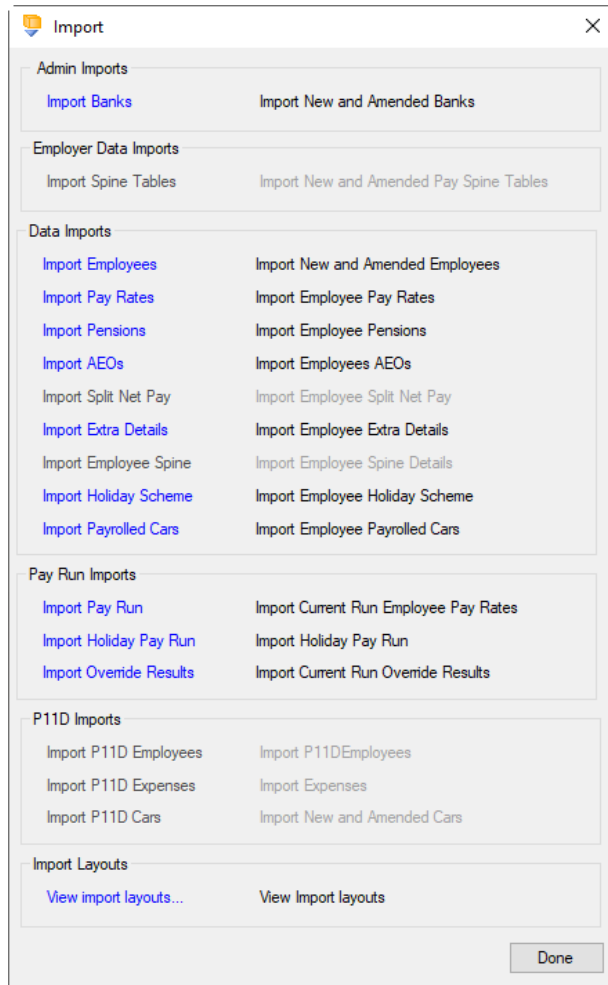 Import
Admin Imports
Import Banks Import New and Amended Banks
Employer Data Imports
Import Spine Tables Import New and Amended Pay Spine Tables
Data Imports
Import Employees Import New and Amended Employees
Import Pay Rates Import Employee Pay Rates
Import Pensions Import Employee Pensions
Import AEOs Import Employees AEOs
Import Split Net Pay Import Employee Split Net Pay
Import Extra Details Import Employee Extra Details
Import Employee Spine Import Employee Spine Details
Import Holiday Scheme Import Employee Holiday Scheme
Import Payrolled Cars Import Employee Payrolled Cars
Pay Run Imports
Import Pay Run Import Current Run Employee Pay Rates
Import Holiday Pay Run Import Holiday Pay Run
Import Override Results Import Current Run Override Results
P11D Imports
Import P11D Employees Import P11DEmployees
Import P11D Expenses Import Expenses
Import P11D Cars Import New and Amended Cars
Import Layouts
View import layouts... View Import layouts
Done